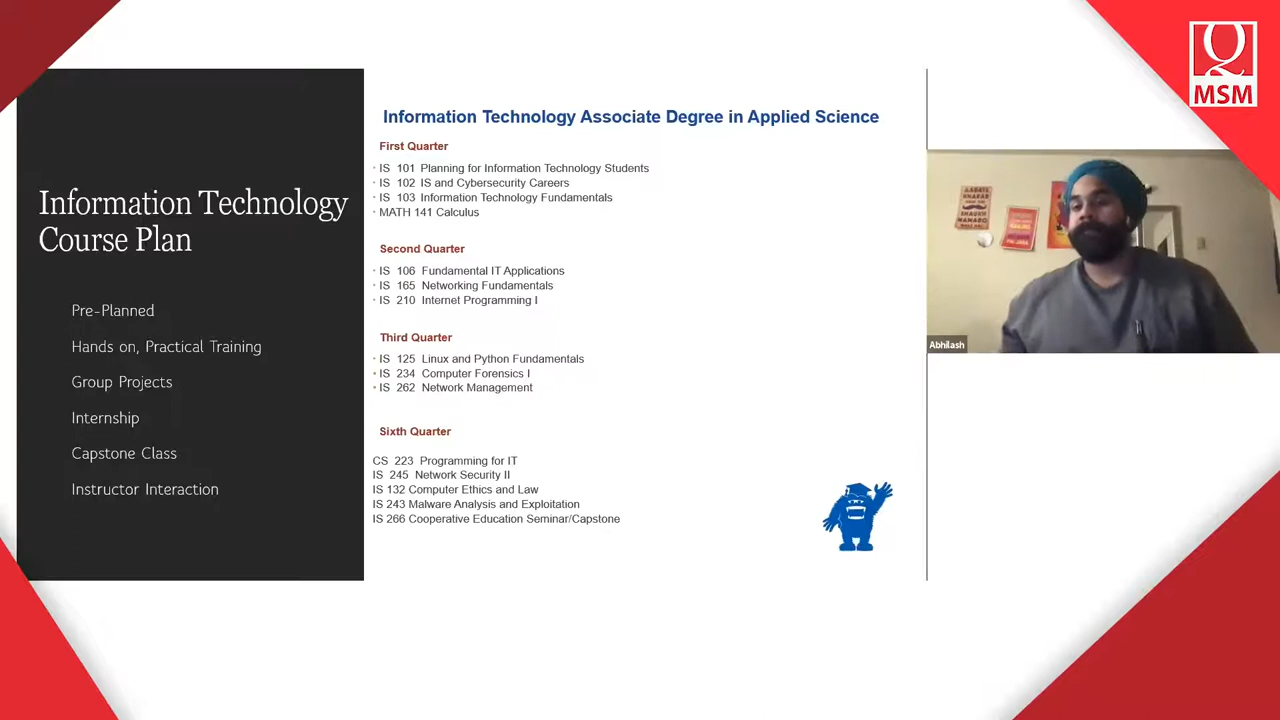 MSM
Information Technology
Course Plan
Pre-Planned
Hands on, Practical Training
Group Projects
Internship
Capstone Class
Instructor Interaction
Information Technology Associate Degree in Applied Science
First Quarter
IS 101 Planning for Information Technology Students
IS 102 IS and Cybersecurity Careers
IS 103 Information Technology Fundamentals
MATH 141 Calculus
Second Quarter
IS 106 Fundamental IT Applications
IS 165 Networking Fundamentals
IS 210 Internet Programming I
Third Quarter
IS 125 Linux and Python Fundamentals
IS 234 Computer Forensics I
IS 262 Network Management
Sixth Quarter
CS 223 Programming for IT
IS 245 Network Security II
IS 132 Computer Ethics and Law
IS 243 Malware Analysis and Exploitation
IS 266 Cooperative Education Seminar/Capstone
Abhilash